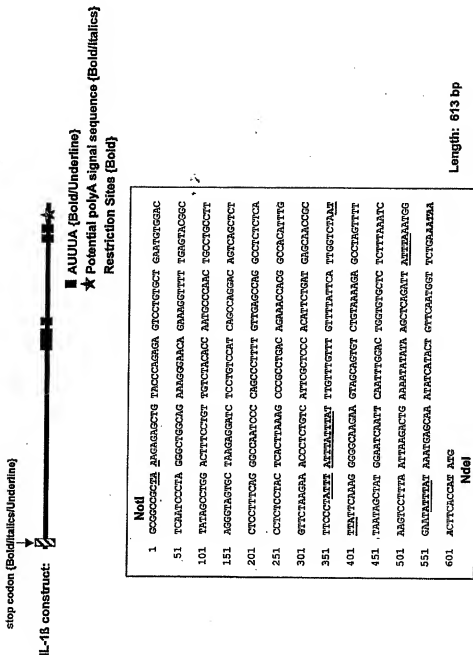 stop codon {Bold/Italics/Underline}
IL-1ß construct:
AUUUA {Bold/Underline}
Potential polyA signal sequence {Bold/Italics}
Restriction Sites {Bold}
NotI
1 GCGGCCGCTA AAGAGAGCTG TACCCAGAGA GTCCTGTGCT GAATGTGGAC
51 TCAATCCCTA GGGCTGGCAG AAAGGGAACA GAAAGGTTTT TGAGTACGGC
101 TATAGCCTGG ACTTTCCTGT TGTCTACACC AATGCCCAAC TGCCTGCCTT
151 AGGGTAGTGC TAAGAGGATC TCCTGTCCAT CAGCCAGGAC AGTCAGCTCT
201 CTCCTTTCAG GGCCAATCCC CAGCCCTTTT GTTGAGCCAG GCCTCTCTCA
251 CCTCTCCTAC TCACTTAAAG CCCGCCTGAC AGAAACCACG GCCACATTTG
301 GTTCTAAGAA ACCCTCTGTC ATTCGCTCCC ACATTCTGAT GAGCAACCGC
351 TTCCCTATTT ATTTATTTAT TTGTTTGTTT GTTTTATTCA TTGGTCTAAT
401 TTATTCAAAG GGGGCAAGAA GTAGCAGTGT CTGTAAAAGA GCCTAGTTTT
451 TAATAGCTAT GGAATCAATT CAATTTGGAC TGGTGTGCTC TCTTTAAATC
501 AAGTCCTTTA ATTAAGACTG AAAATATATA AGCTCAGATT ATTTAAATGG
551 GAATATTTAT AAATGAGCAA ATATCATACT GTTCAATGGT TCTGAAATAA
601 ACTTCACCAT ATG
NdeI
Length: 613 bp